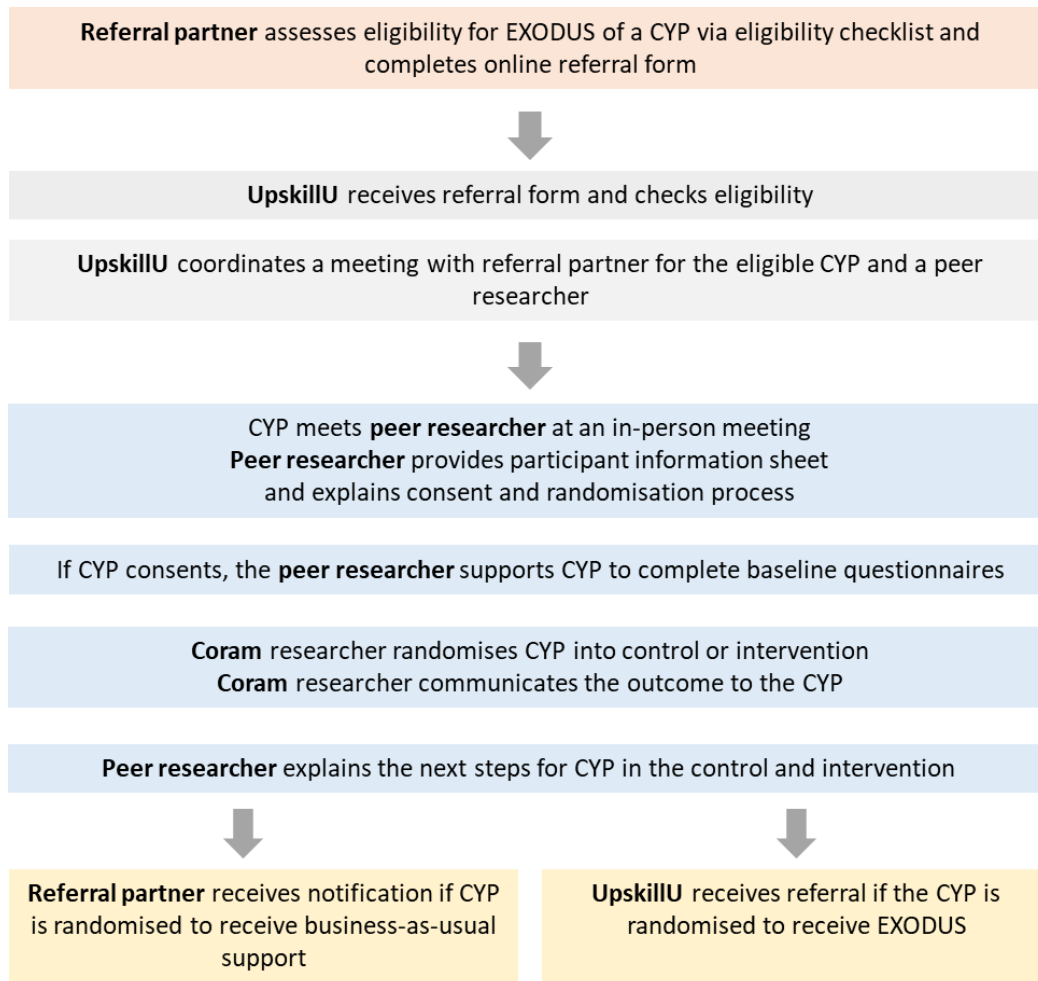 Referral partner assesses eligibility for EXODUS of a CYP via eligibility checklist and
completes online referral form
UpskillU receives referral form and checks eligibility
UpskillU coordinates a meeting with referral partner for the eligible CYP and a peer
researcher
CYP meets peer researcher at an in-person meeting
Peer researcher provides participant information sheet
and explains consent and randomisation process
If CYP consents, the peer researcher supports CYP to complete baseline questionnaires
Coram researcher randomises CYP into control or intervention
Coram researcher communicates the outcome to the CYP
Peer researcher explains the next steps for CYP in the control and intervention
Referral partner receives notification if CYP
is randomised to receive business-as-usual
support
UpskillU receives referral if the CYP is
randomised to receive EXODUS